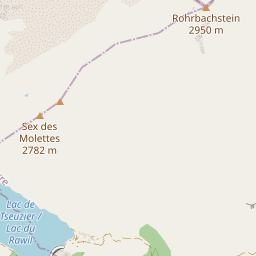 Rohrbachstein
2950 m
Sex des
Molettes
2782 m
Lac de
Tseuzier /
Lac du
Rawil